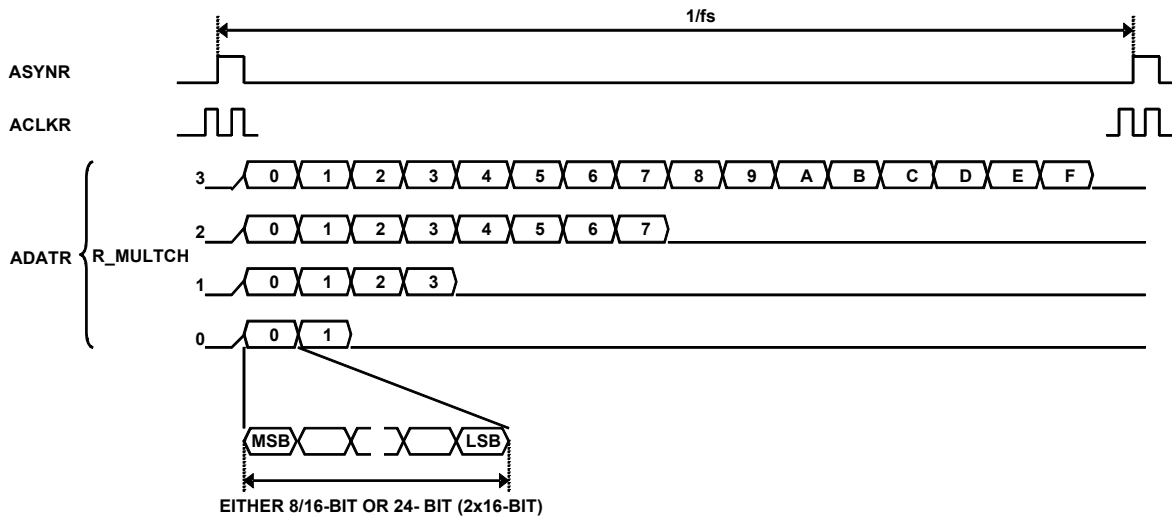 1/fs
ASYNR
ACLKR
3 0 1 2 3 4 5 6 7 8 9 A B C D E F
2 0 1 2 3 4 5 6 7
ADATR R_MULTCH
1 0 1 2 3
0 0 1
MSB LSB
EITHER 8/16-BIT OR 24- BIT (2x16-BIT)